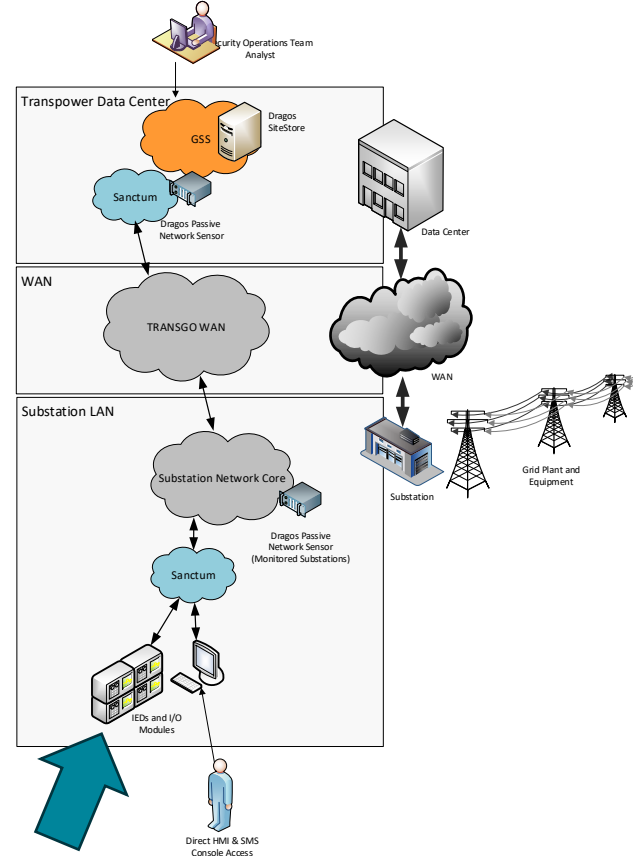 curity Operations Team
Analyst
Transpower Data Center
Dragos
SiteStore
GSS
Sanctum
Dragos Passive
Network Sensor
Data Center
WAN
TRANSGO WAN
WAN
Substation LAN
Substation Network Core
Substation
Grid Plant and
Equipment
Dragos Passive
Network Sensor
(Monitored Substations)
Sanctum
IEDs and I/O
Modules
Direct HMI & SMS
Console Access